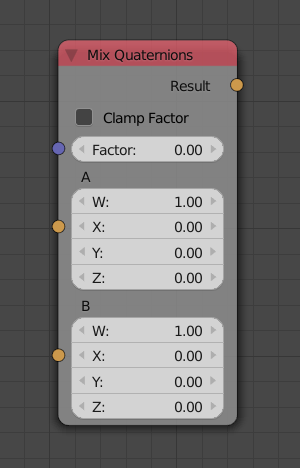 Mix Quaternions
Result
Clamp Factor
Factor: 0.00
A
W: 1.00
X: 0.00
Y: 0.00
Z: 0.00
B
W: 1.00
X: 0.00
Y: 0.00
Z: 0.00